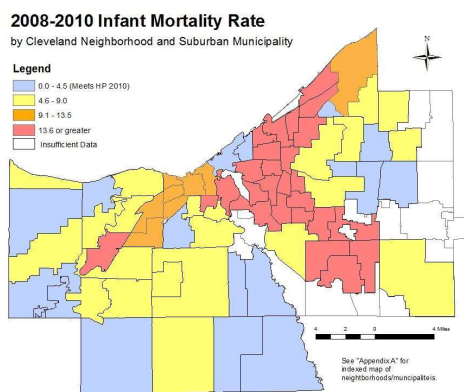 2008-2010 Infant Mortality Rate
by Cleveland Neighborhood and Suburban Municipality
Legend
0.0 - 4.5 (Meets HP 2010)
4.6 - 9.0
9.1 - 13.5
13.6 or greater
Insufficient Data
N
4 2 0 4 Miles
See "Appendix A" for
indexed map of
neightborhoods/muncipaliteis.